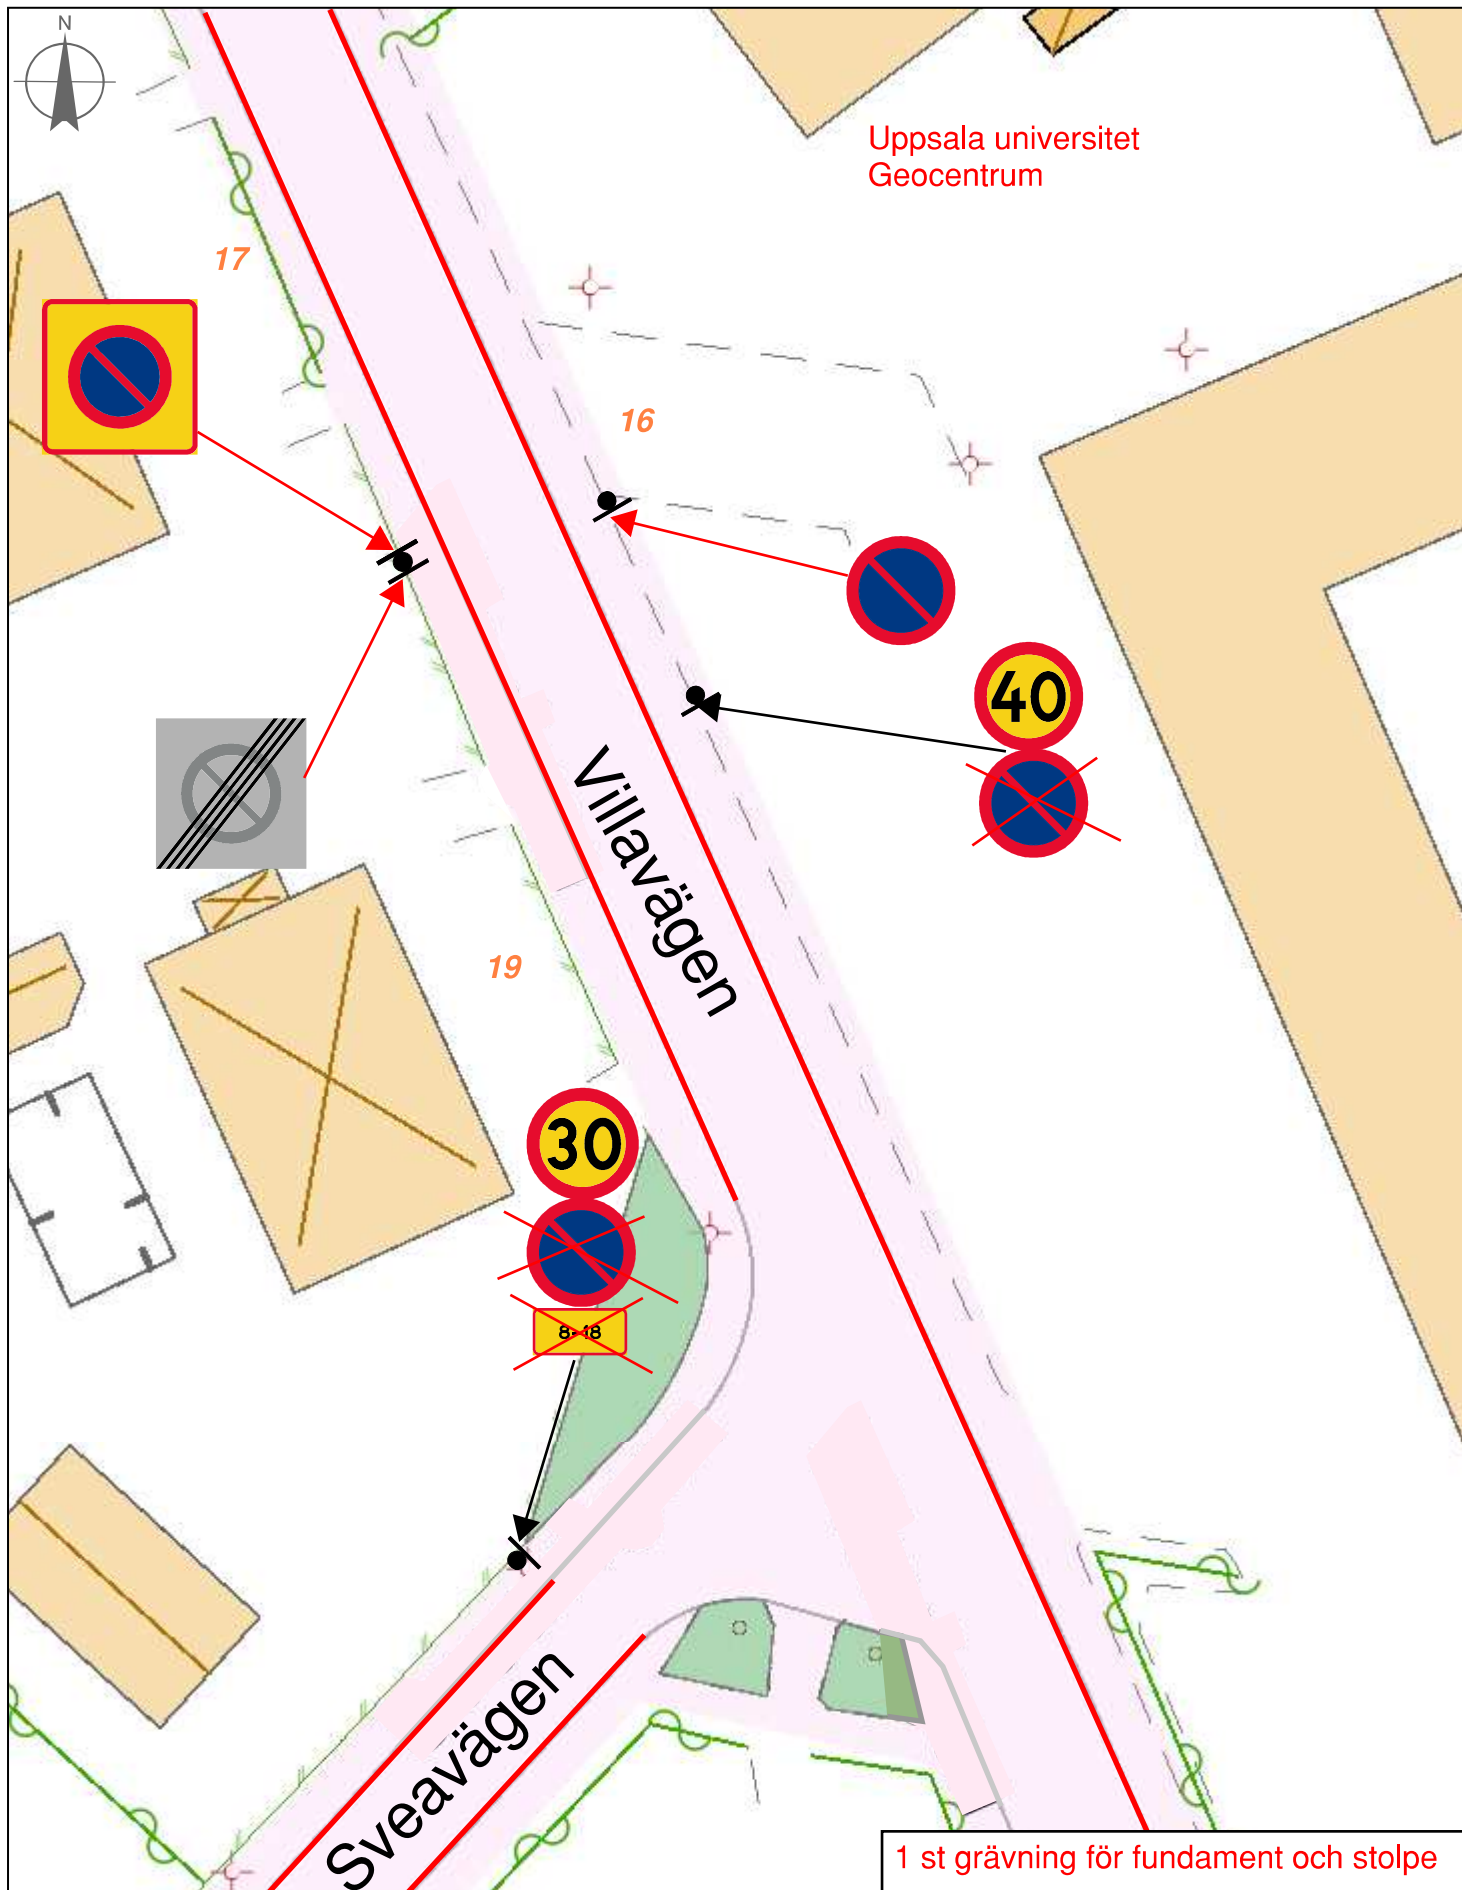 N
Uppsala universitet
Geocentrum
17
16
40
Villavägen
19
30
8-18
Sveavägen
1 st grävning för fundament och stolpe